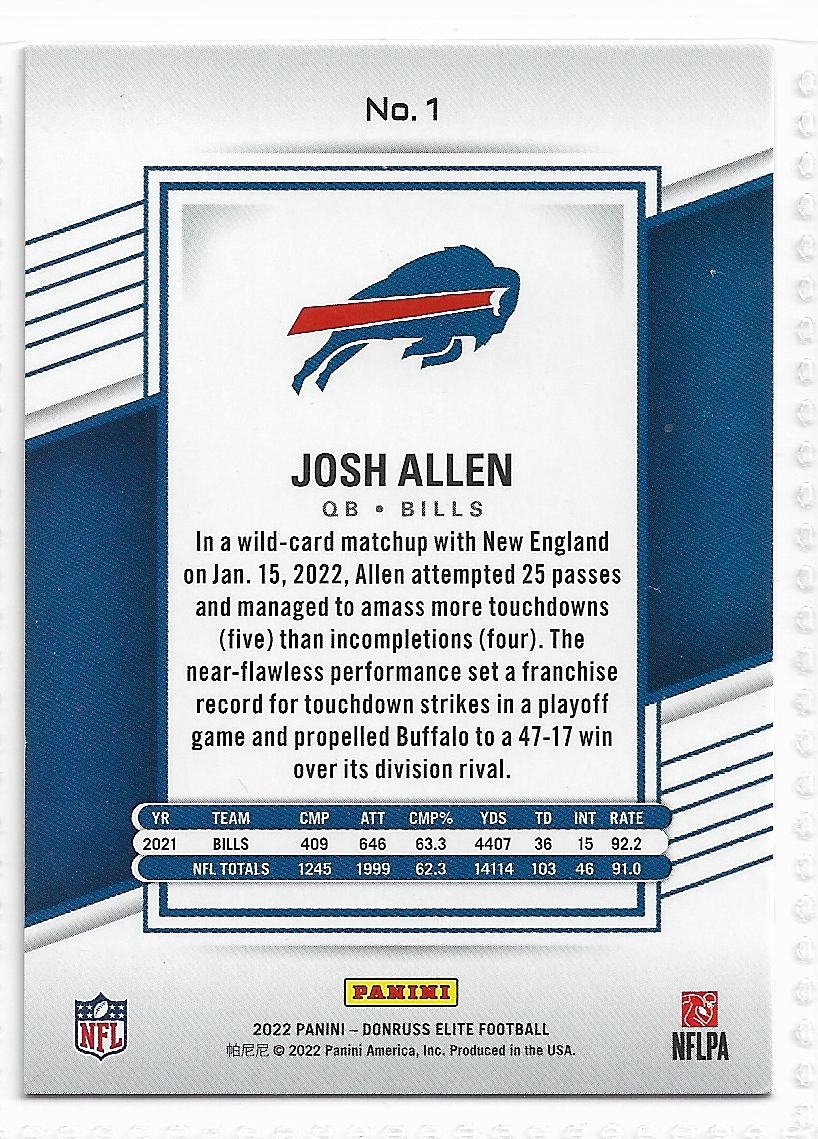 No. 1
JOSH ALLEN
QB • BILLS
In a wild-card matchup with New England
on Jan. 15, 2022, Allen attempted 25 passes
and managed to amass more touchdowns
(five) than incompletions (four). The
near-flawless performance set a franchise
record for touchdown strikes in a playoff
game and propelled Buffalo to a 47-17 win
over its division rival.
YR TEAM CMP ATT CMP% YDS TD INT RATE
2021 BILLS 409 646 63.3 4407 36 15 92.2
NFL TOTALS 1245 1999 62.3 14114 103 46 91.0
PANINI
NFL
2022 PANINI – DONRUSS ELITE FOOTBALL
帕尼尼 © 2022 Panini America, Inc. Produced in the USA.
NFLPA